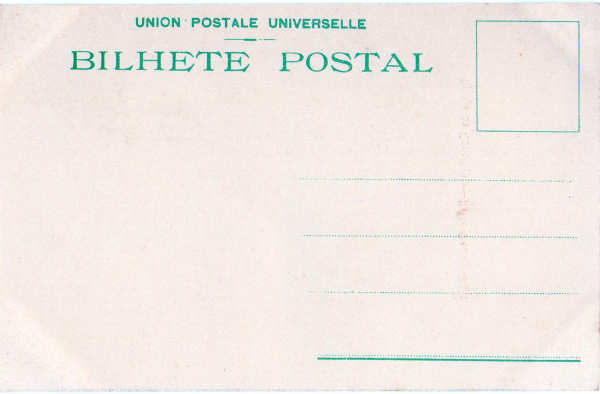 UNION POSTALE UNIVERSELLE
BILHETE POSTAL